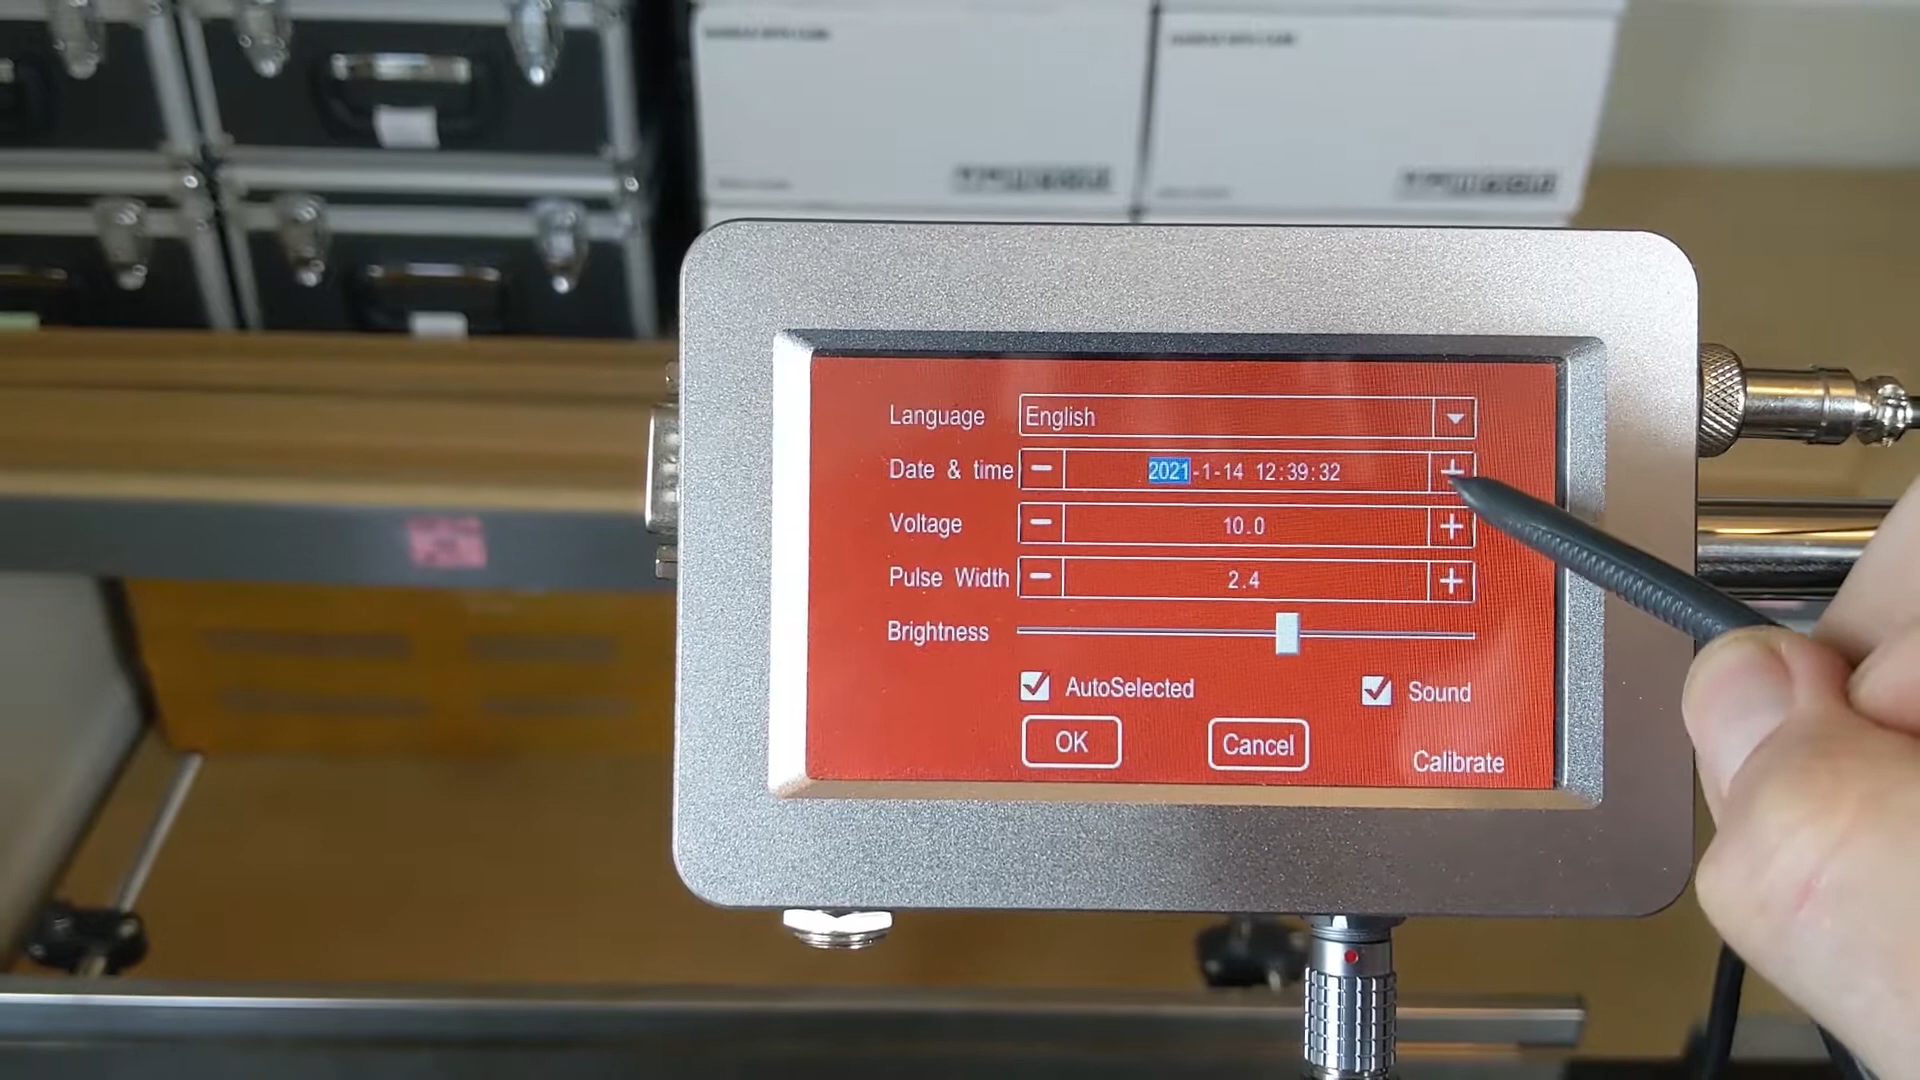 Language English
Date & time − 2021-1-14 12:39:32 +
Voltage − 10.0 +
Pulse Width − 2.4 +
Brightness
AutoSelected Sound
OK Cancel Calibrate